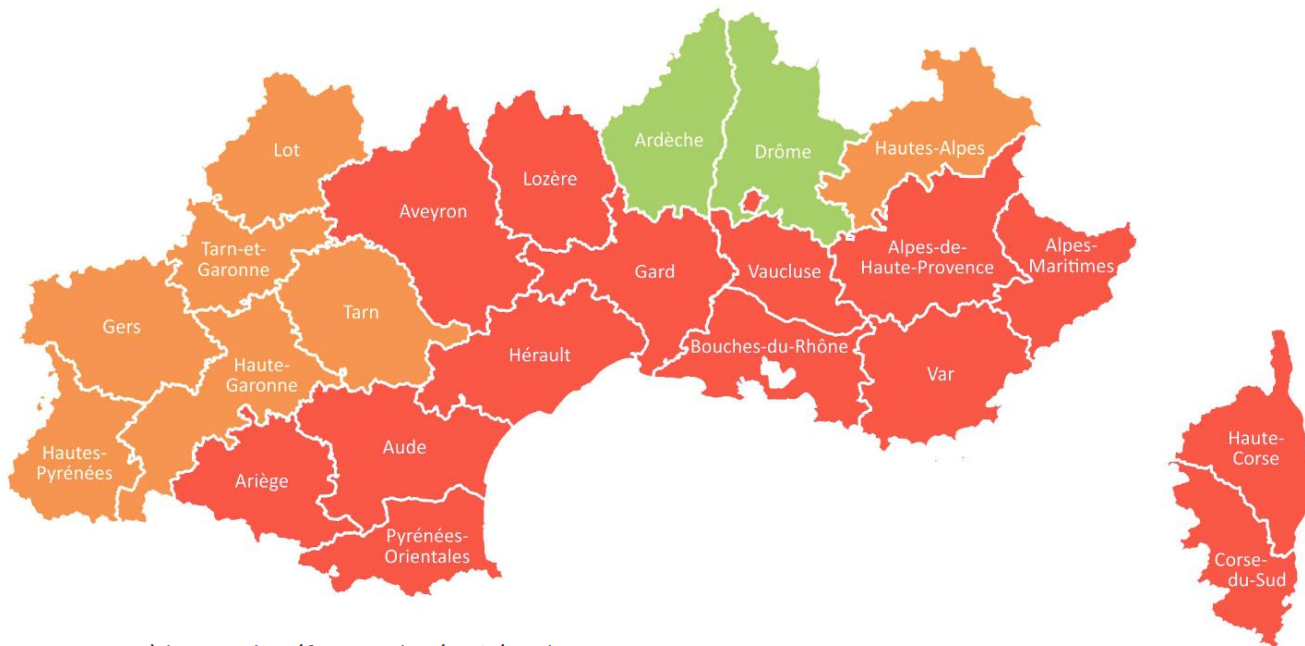 Ardèche
Drôme
Hautes-Alpes
Lot
Lozère
Aveyron
Tarn-et-
Garonne
Gard
Vaucluse
Alpes-de-
Haute-Provence
Alpes-
Maritimes
Gers
Tarn
Haute-
Garonne
Hérault
Bouches-du-Rhône
Var
Hautes-
Pyrénées
Ariège
Aude
Pyrénées-
Orientales
Haute-
Corse
Corse-
du-Sud